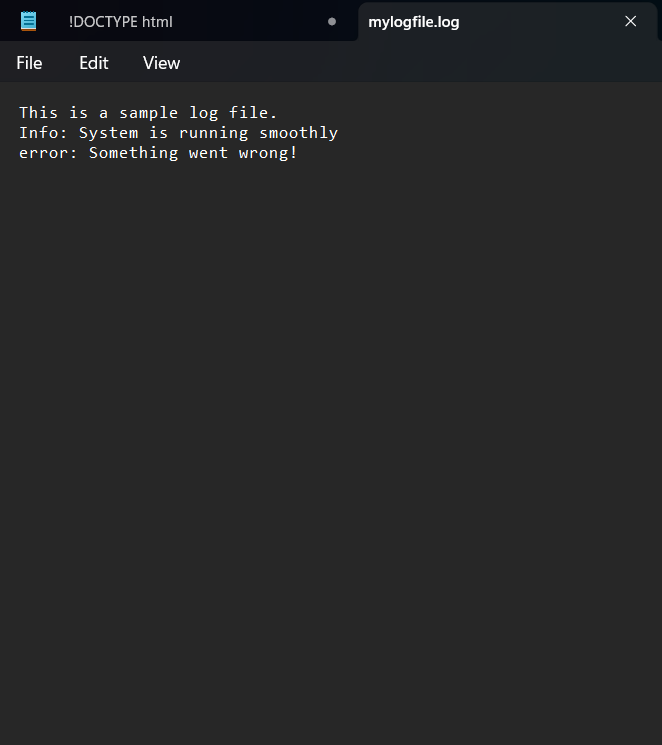 !DOCTYPE html
mylogfile.log
File Edit View
This is a sample log file.
Info: System is running smoothly
error: Something went wrong!